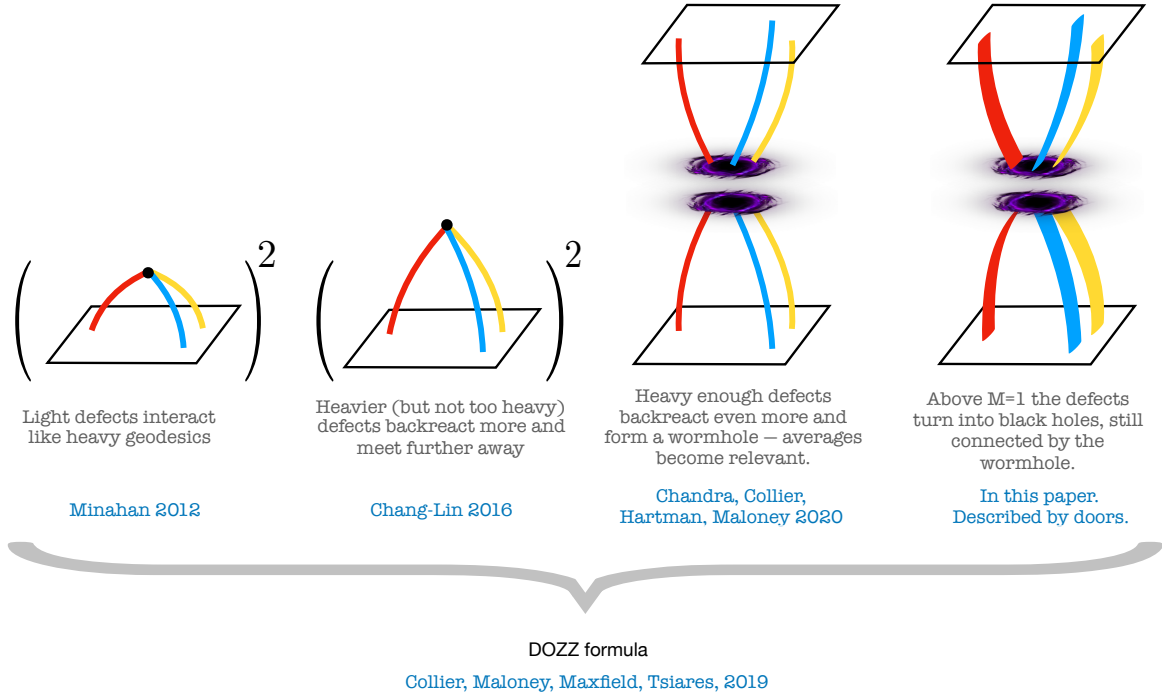 ( )2
( )2
Light defects interact
like heavy geodesics
Minahan 2012
Heavier (but not too heavy)
defects backreact more and
meet further away
Chang-Lin 2016
Heavy enough defects
backreact even more and
form a wormhole — averages
become relevant.
Chandra, Collier,
Hartman, Maloney 2020
Above M=1 the defects
turn into black holes, still
connected by the
wormhole.
In this paper.
Described by doors.
DOZZ formula
Collier, Maloney, Maxfield, Tsiares, 2019